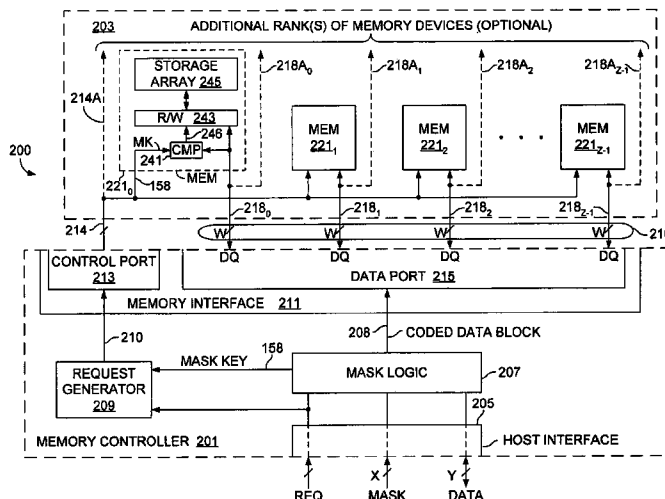 203
ADDITIONAL RANK(S) OF MEMORY DEVICES (OPTIONAL)
STORAGE
ARRAY 245
218A0
218A1
218A2
218AZ-1
214A
R/W 243
246
MK
CMP
241
MEM
2211
MEM
2212
. . .
MEM
221Z-1
200
2210
158
MEM
2180
2181
2182
218Z-1
214
W
W
W
W
216
DQ
DQ
DQ
DQ
CONTROL PORT
213
DATA PORT 215
MEMORY INTERFACE 211
210
208
CODED DATA BLOCK
REQUEST
GENERATOR
209
MASK KEY
158
MASK LOGIC
207
205
MEMORY CONTROLLER 201
HOST INTERFACE
X
Y
REQ
MASK
DATA